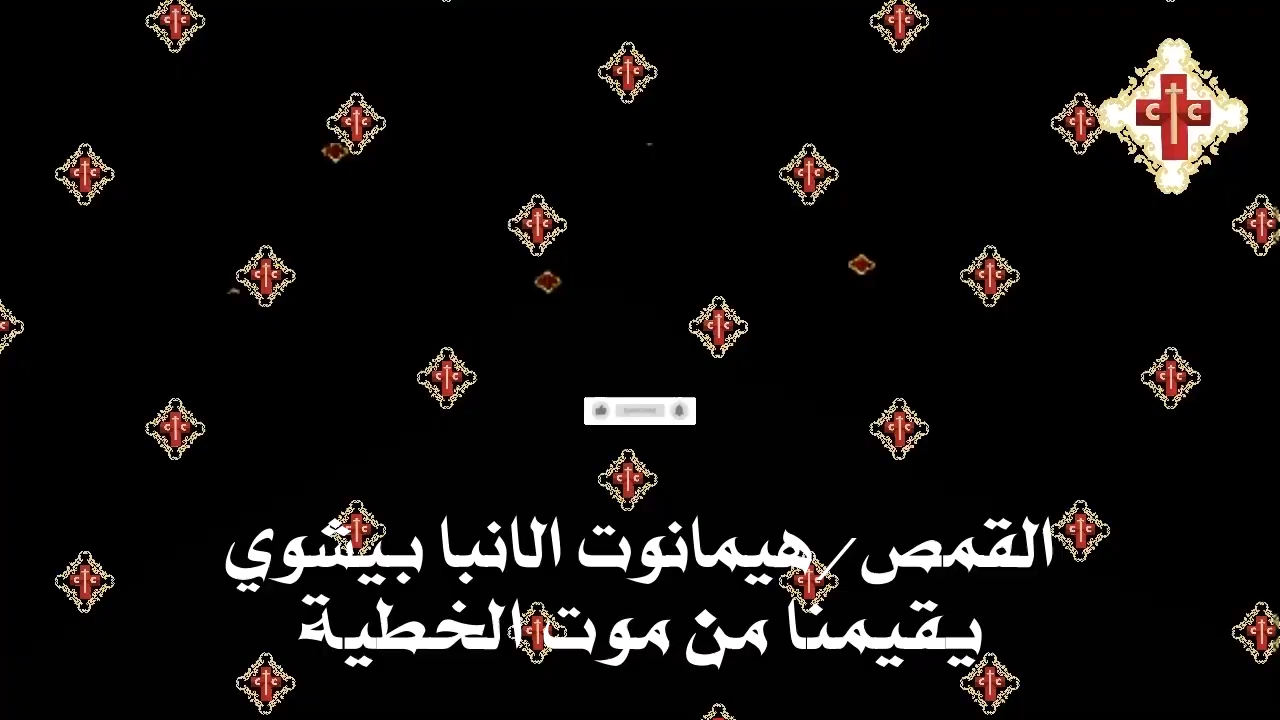 القمص / هيمانوت الانبا بيشوي
يقيمنا من موت الخطية